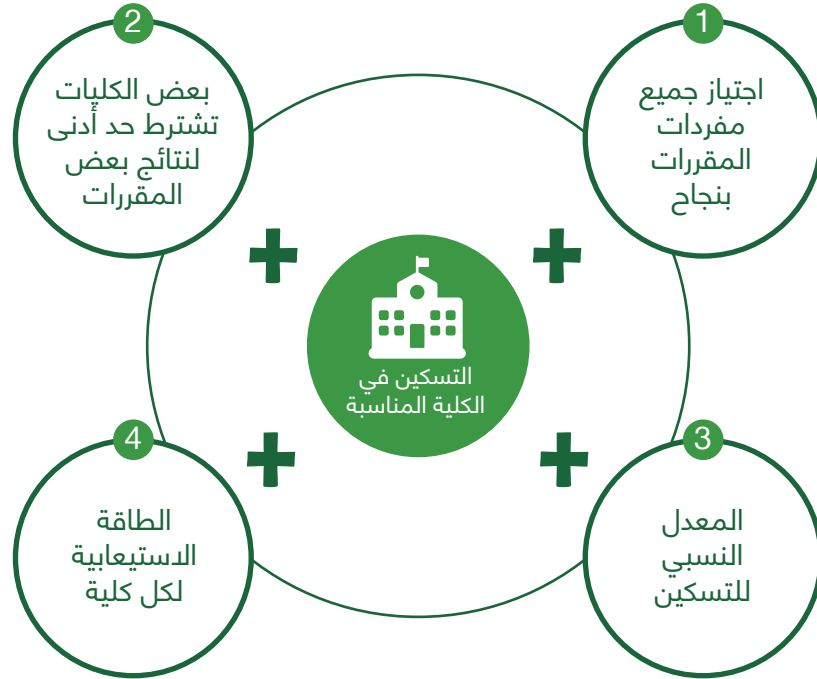 1
اجتياز جميع
مفردات
المقررات
بنجاح
2
بعض الكليات
تشترط حد أدنى
لنتائج بعض
المقررات
التسكين في
الكلية المناسبة
3
المعدل
النسبي
للتسكين
4
الطاقة
الاستيعابية
لكل كلية